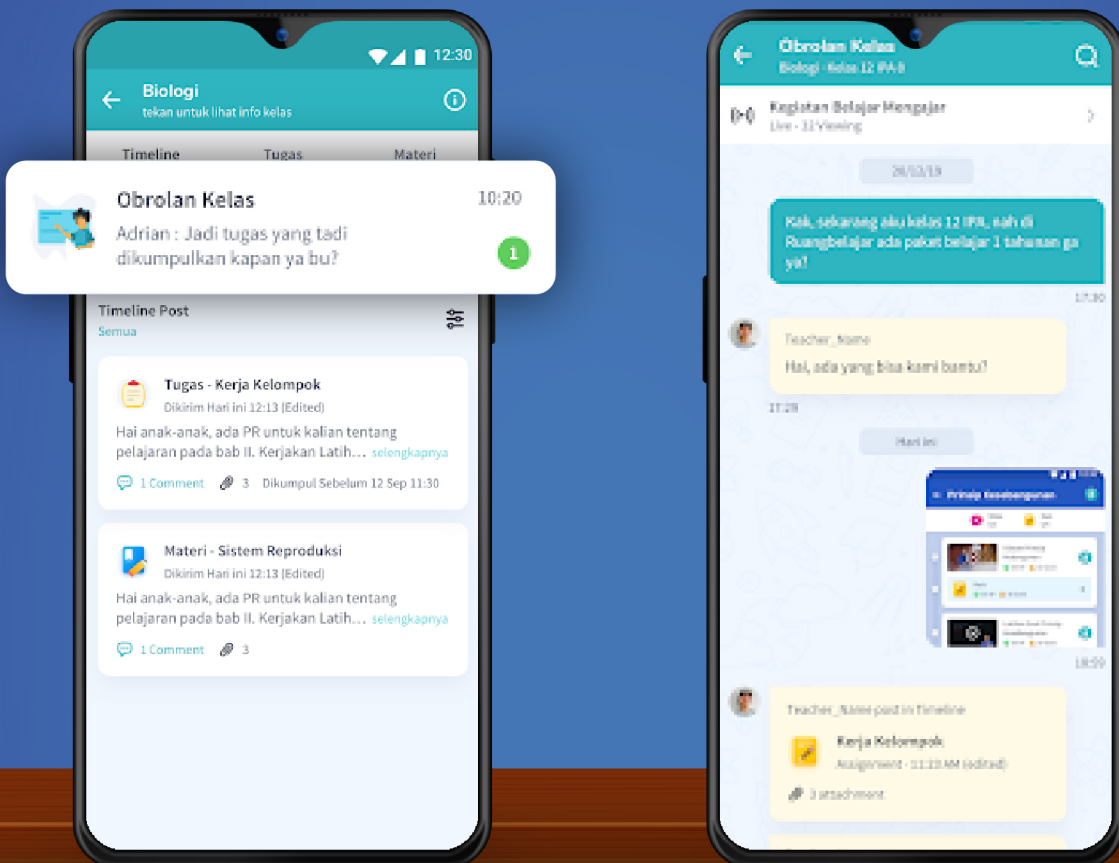 12:30
Biologi
tekan untuk lihat info kelas
Timeline
Tugas
Materi
Obrolan Kelas
10:20
Adrian : Jadi tugas yang tadi
dikumpulkan kapan ya bu?
1
Timeline Post
Semua
Tugas - Kerja Kelompok
Dikirim Hari ini 12:13 (Edited)
Hai anak-anak, ada PR untuk kalian tentang
pelajaran pada bab II. Kerjakan Latih... selengkapnya
1 Comment 3 Dikumpul Sebelum 12 Sep 11:30
Materi - Sistem Reproduksi
Dikirim Hari ini 12:13 (Edited)
Hai anak-anak, ada PR untuk kalian tentang
pelajaran pada bab II. Kerjakan Latih... selengkapnya
1 Comment 3
Obrolan Kelas
Biologi - Kelas 12 IPA
Kegiatan Belajar Mengajar
Live - 32 Viewing
Kak, sekarang aku kelas 12 IPA, nah di
Ruangbelajar ada paket belajar 1 tahunan ga
ya?
17:30
Teacher_Name
Hai, ada yang bisa kami bantu?
17:29
Hari ini
Prinsip Kesebangunan
18:59
Teacher_Name post in Timeline
Kerja Kelompok
Assignment - 11:20 AM (edited)
3 attachment